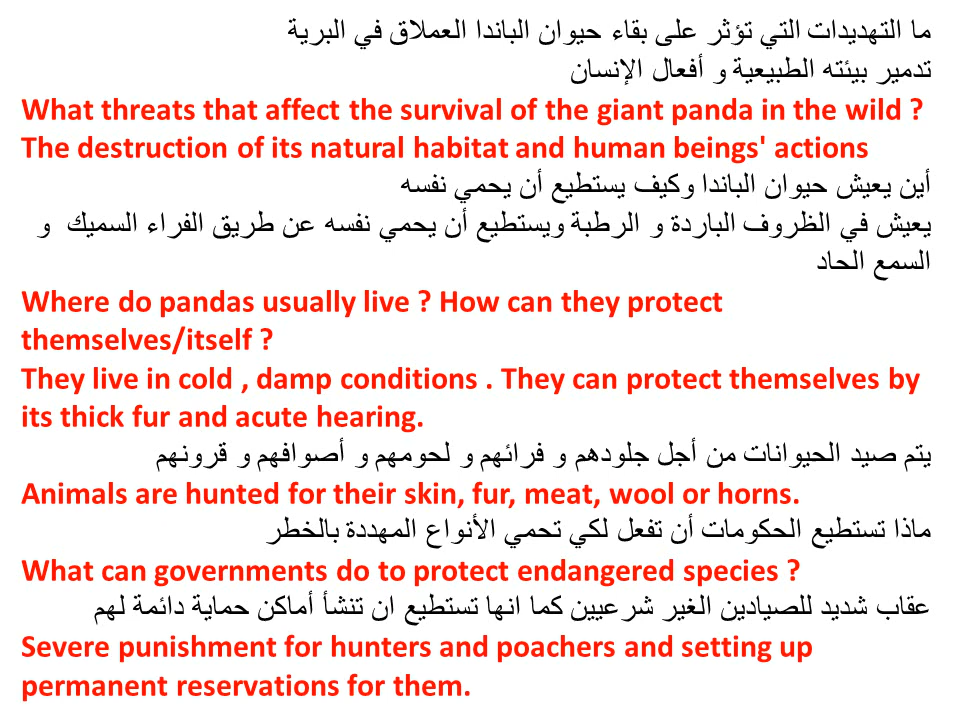 ما التهديدات التي تؤثر على بقاء حيوان الباندا العملاق في البرية
تدمير بيئته الطبيعية و أفعال الإنسان
What threats that affect the survival of the giant panda in the wild ?
The destruction of its natural habitat and human beings' actions
أين يعيش حيوان الباندا وكيف يستطيع أن يحمي نفسه
يعيش في الظروف الباردة و الرطبة ويستطيع أن يحمي نفسه عن طريق الفراء السميك و
السمع الحاد
Where do pandas usually live ? How can they protect
themselves/itself ?
They live in cold , damp conditions . They can protect themselves by
its thick fur and acute hearing.
يتم صيد الحيوانات من أجل جلودهم و فرائهم و لحومهم و أصوافهم و قرونهم
Animals are hunted for their skin, fur, meat, wool or horns.
ماذا تستطيع الحكومات أن تفعل لكي تحمي الأنواع المهددة بالخطر
What can governments do to protect endangered species ?
عقاب شديد للصيادين الغير شرعيين كما انها تستطيع ان تنشأ أماكن حماية دائمة لهم
Severe punishment for hunters and poachers and setting up
permanent reservations for them.